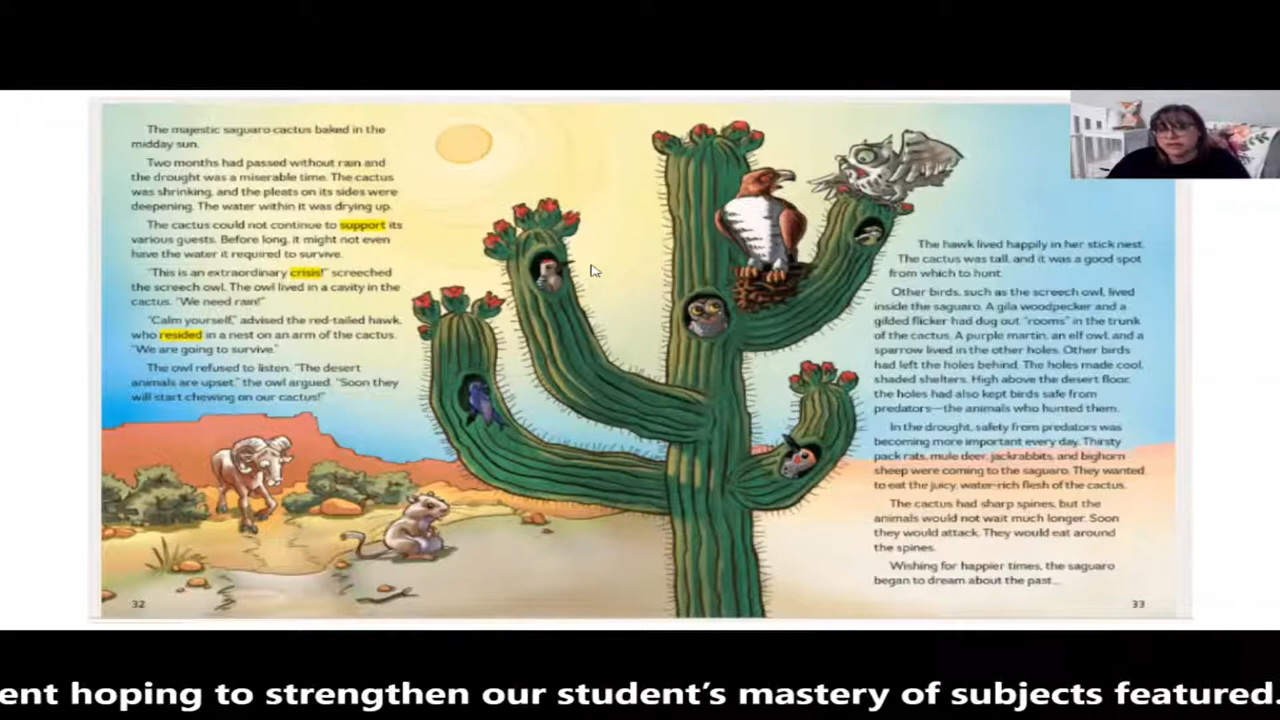 The majestic saguaro cactus baked in the
midday sun.
Two months had passed without rain and
the drought was a miserable time. The cactus
was shrinking, and the pleats on its sides were
deepening. The water within it was drying up.
The cactus could not continue to support its
various guests. Before long, it might not even
have the water it required to survive.
"This is an extraordinary crisis!" screeched
the screech owl. The owl lived in a cavity in the
cactus. "We need rain!"
"Calm yourself," advised the red-tailed hawk,
who resided in a nest on an arm of the cactus.
"We are going to survive."
The owl refused to listen. "The desert
animals are upset," the owl argued. "Soon they
will start chewing on our cactus!"
32
The hawk lived happily in her stick nest.
The cactus was tall, and it was a good spot
from which to hunt.
Other birds, such as the screech owl, lived
inside the saguaro. A gila woodpecker and a
gilded flicker had dug out "rooms" in the trunk
of the cactus. A purple martin, an elf owl, and a
sparrow lived in the other holes. Other birds
had left the holes behind. The holes made cool,
shaded shelters. High above the desert floor,
the holes had also kept birds safe from
predators—the animals who hunted them.
In the drought, safety from predators was
becoming more important every day. Thirsty
pack rats, mule deer, jackrabbits, and bighorn
sheep were coming to the saguaro. They wanted
to eat the juicy, water-rich flesh of the cactus.
The cactus had sharp spines, but the
animals would not wait much longer. Soon
they would attack. They would eat around
the spines.
Wishing for happier times, the saguaro
began to dream about the past...
33
ent hoping to strengthen our student's mastery of subjects featured.